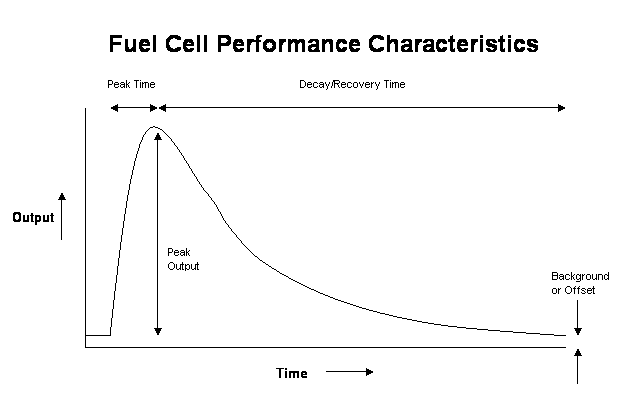 Fuel Cell Performance Characteristics
Peak Time
Decay/Recovery Time
Output
Peak
Output
Background
or Offset
Time